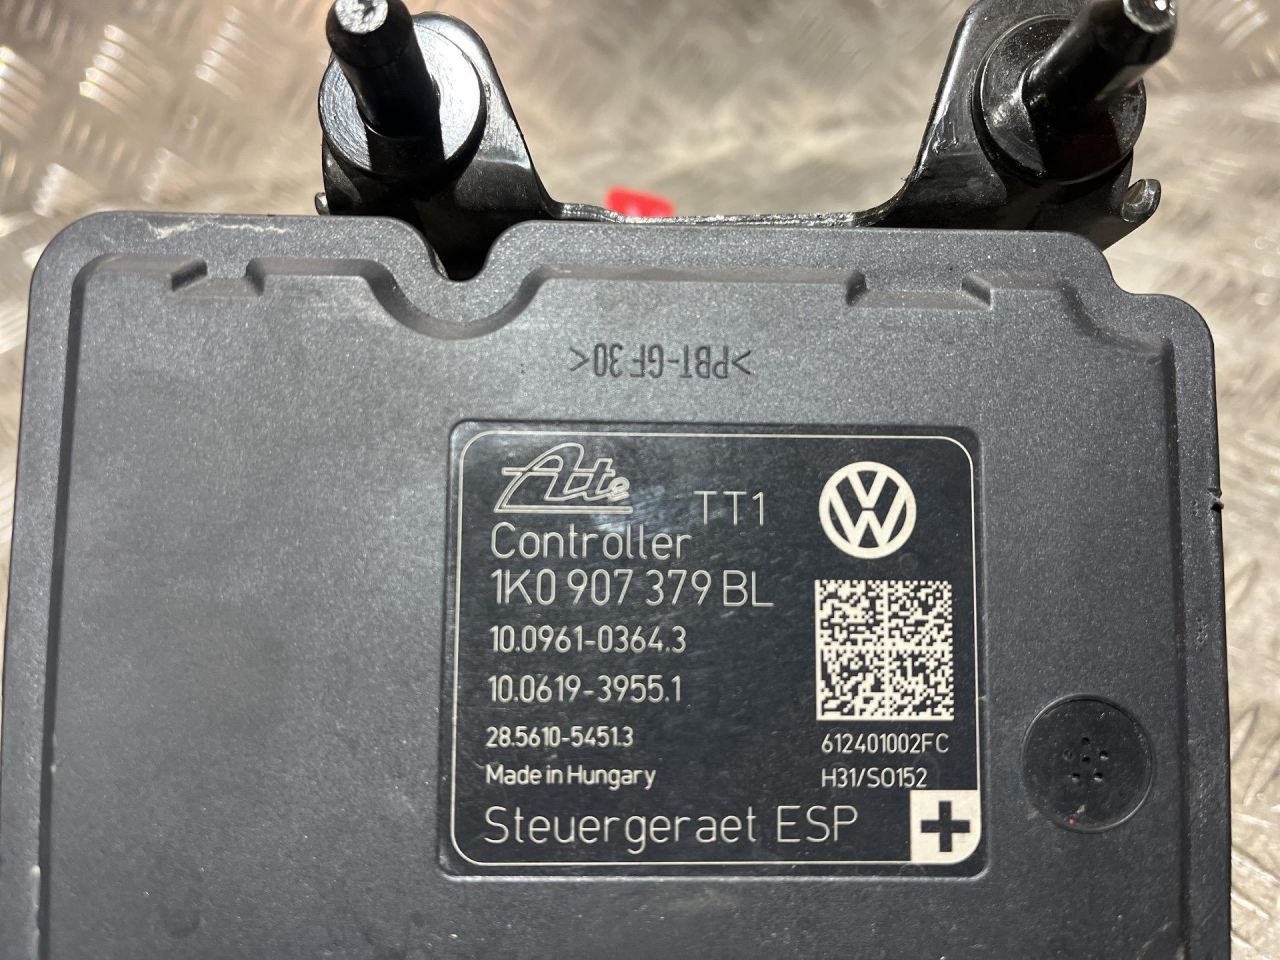 >PBT-GF30<
Ate TT1
Controller
1K0 907 379 BL
10.0961-0364.3
10.0619-3955.1
28.5610-5451.3
612401002FC
Made in Hungary
H31/SO152
Steuergeraet ESP